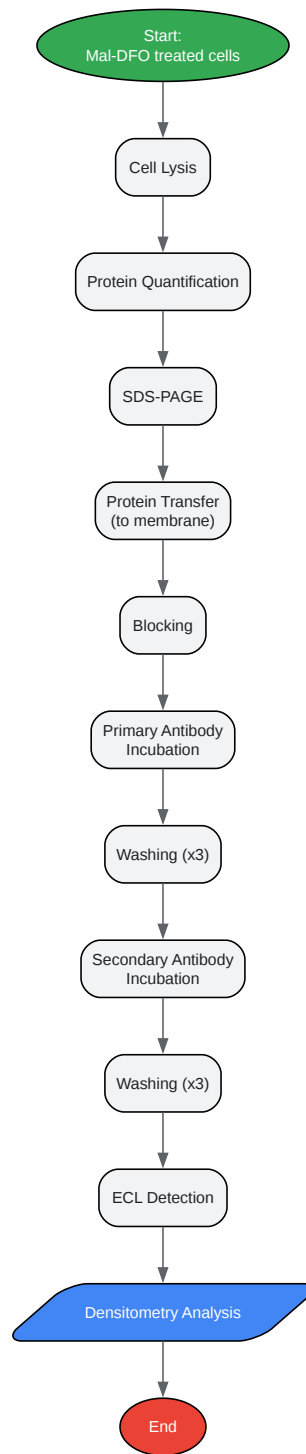 Start:
Mal-DFO treated cells
Cell Lysis
Protein Quantification
SDS-PAGE
Protein Transfer
(to membrane)
Blocking
Primary Antibody
Incubation
Washing (x3)
Secondary Antibody
Incubation
Washing (x3)
ECL Detection
Densitometry Analysis
End